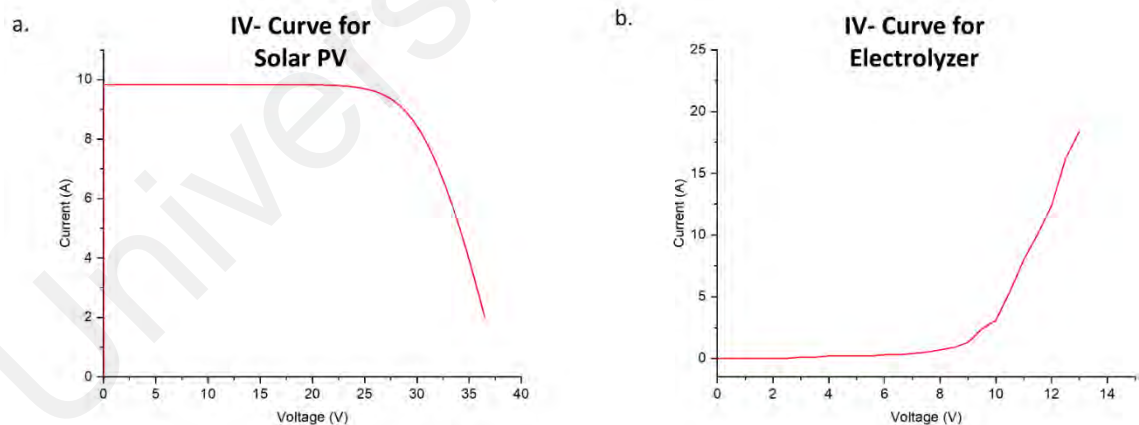 a.
IV- Curve for
Solar PV
10
8
6
4
2
0
Current (A)
0 5 10 15 20 25 30 35 40
Voltage (V)
b.
IV- Curve for
Electrolyzer
25
20
15
10
5
0
Current (A)
0 2 4 6 8 10 12 14
Voltage (V)
Univers